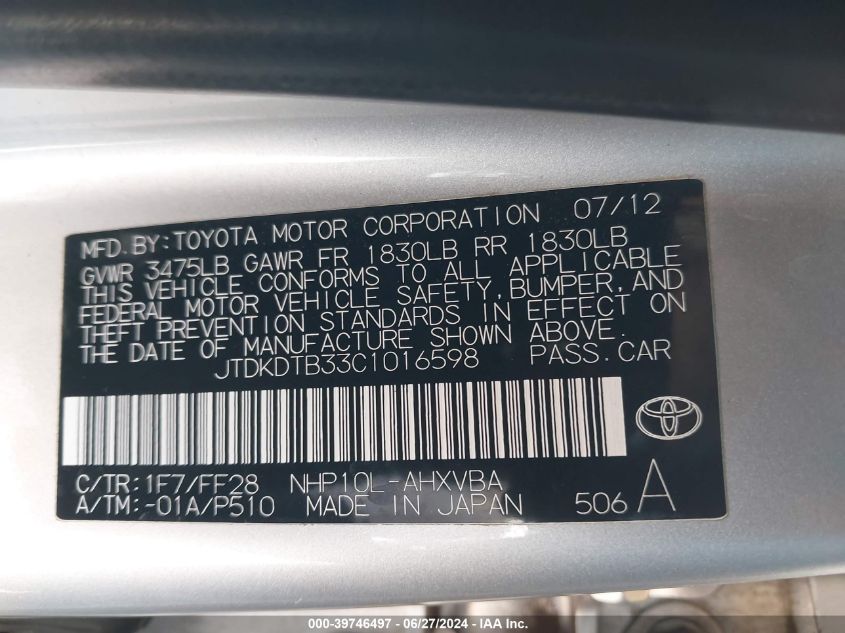 MFD. BY: TOYOTA MOTOR CORPORATION 07/12
GVWR 3475LB GAWR FR 1830LB RR 1830LB
THIS VEHICLE CONFORMS TO ALL APPLICABLE
FEDERAL MOTOR VEHICLE SAFETY, BUMPER, AND
THEFT PREVENTION STANDARDS IN EFFECT ON
THE DATE OF MANUFACTURE SHOWN ABOVE.
JTDKDTB33C1016598 PASS. CAR
C/TR: 1F7/FF28 NHP10L-AHXVBA
A/TM: -01A/P510 MADE IN JAPAN 506 A
000-39746497 - 06/27/2024 - IAA Inc.